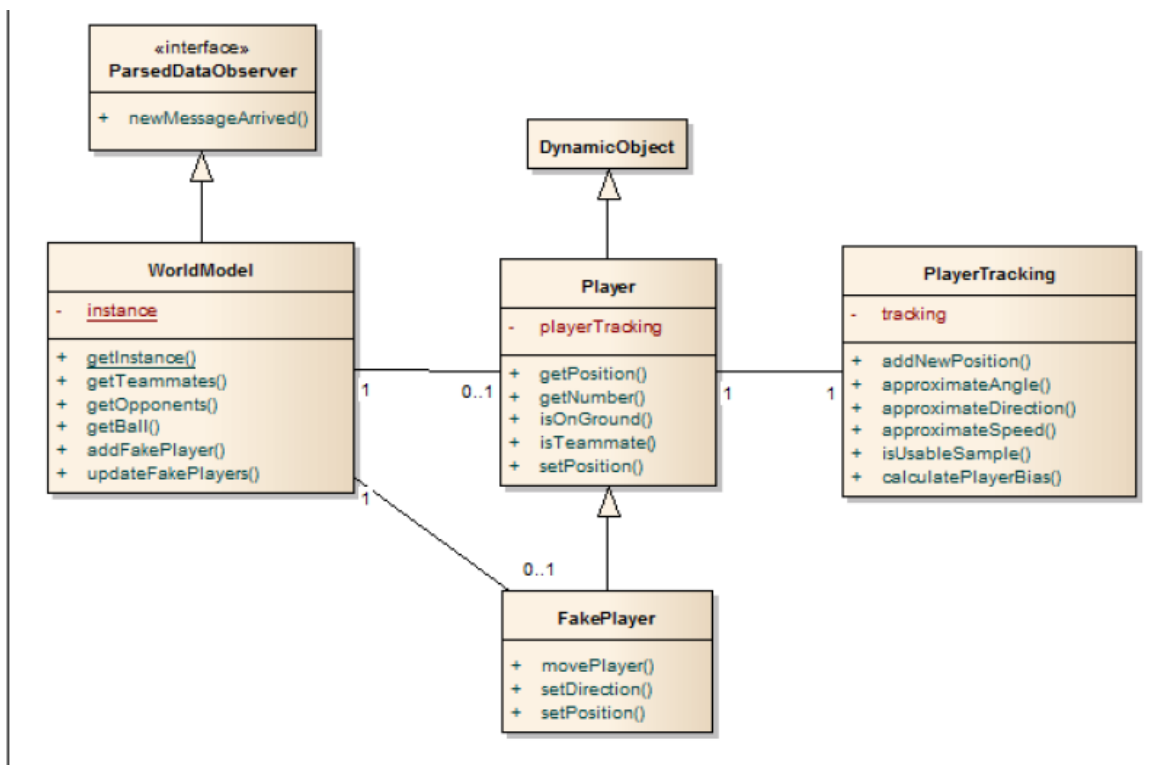 «interface»
ParsedDataObserver
+ newMessageArrived()
DynamicObject
WorldModel
- instance
+ getInstance()
+ getTeammates()
+ getOpponents()
+ getBall()
+ addFakePlayer()
+ updateFakePlayers()
Player
- playerTracking
+ getPosition()
+ getNumber()
+ isOnGround()
+ isTeammate()
+ setPosition()
PlayerTracking
- tracking
+ addNewPosition()
+ approximateAngle()
+ approximateDirection()
+ approximateSpeed()
+ isUsableSample()
+ calculatePlayerBias()
1
0..1
1
1
1
0..1
FakePlayer
+ movePlayer()
+ setDirection()
+ setPosition()